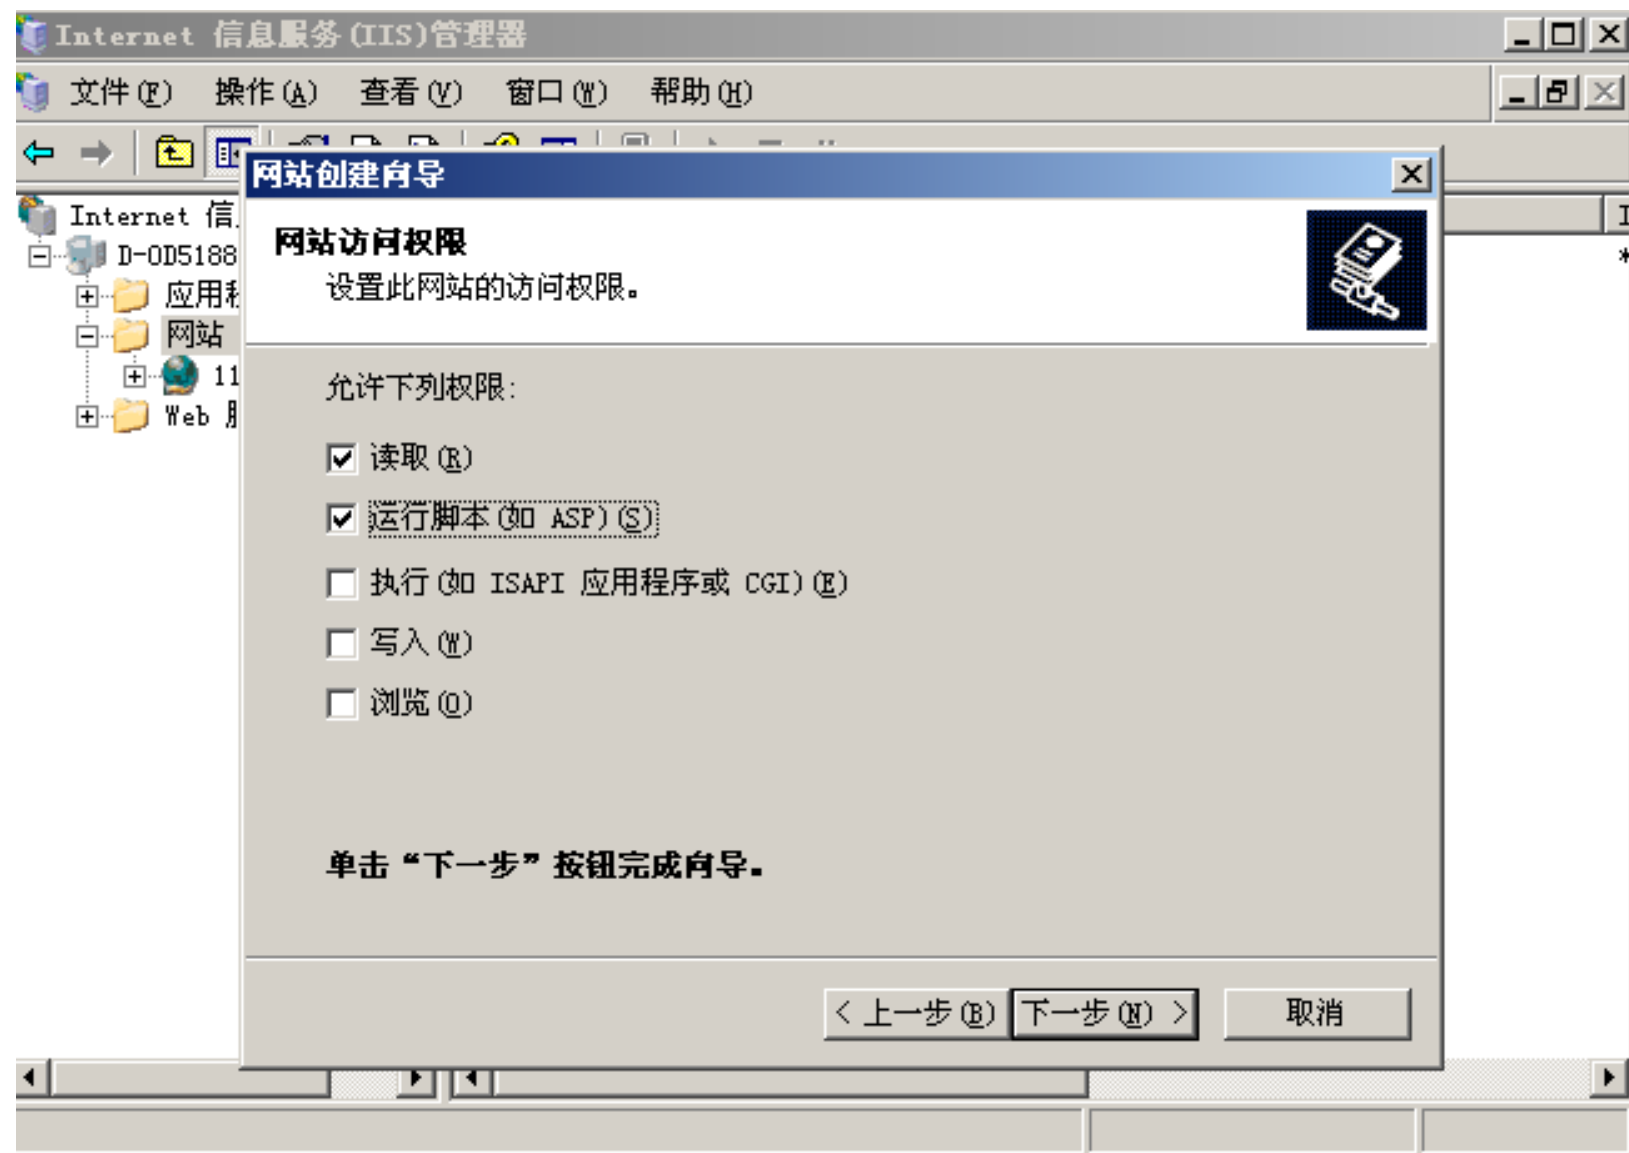 Internet 信息服务(IIS)管理器
文件(F) 操作(A) 查看(V) 窗口(W) 帮助(H)
网站创建向导
Internet 信
D-OD5188
应用
网站
11
Web
网站访问权限
设置此网站的访问权限。
允许下列权限:
读取(R)
运行脚本(如 ASP)(S)
执行(如 ISAPI 应用程序或 CGI)(E)
写入(W)
浏览(O)
单击“下一步”按钮完成向导。
< 上一步(B) 下一步(N) > 取消